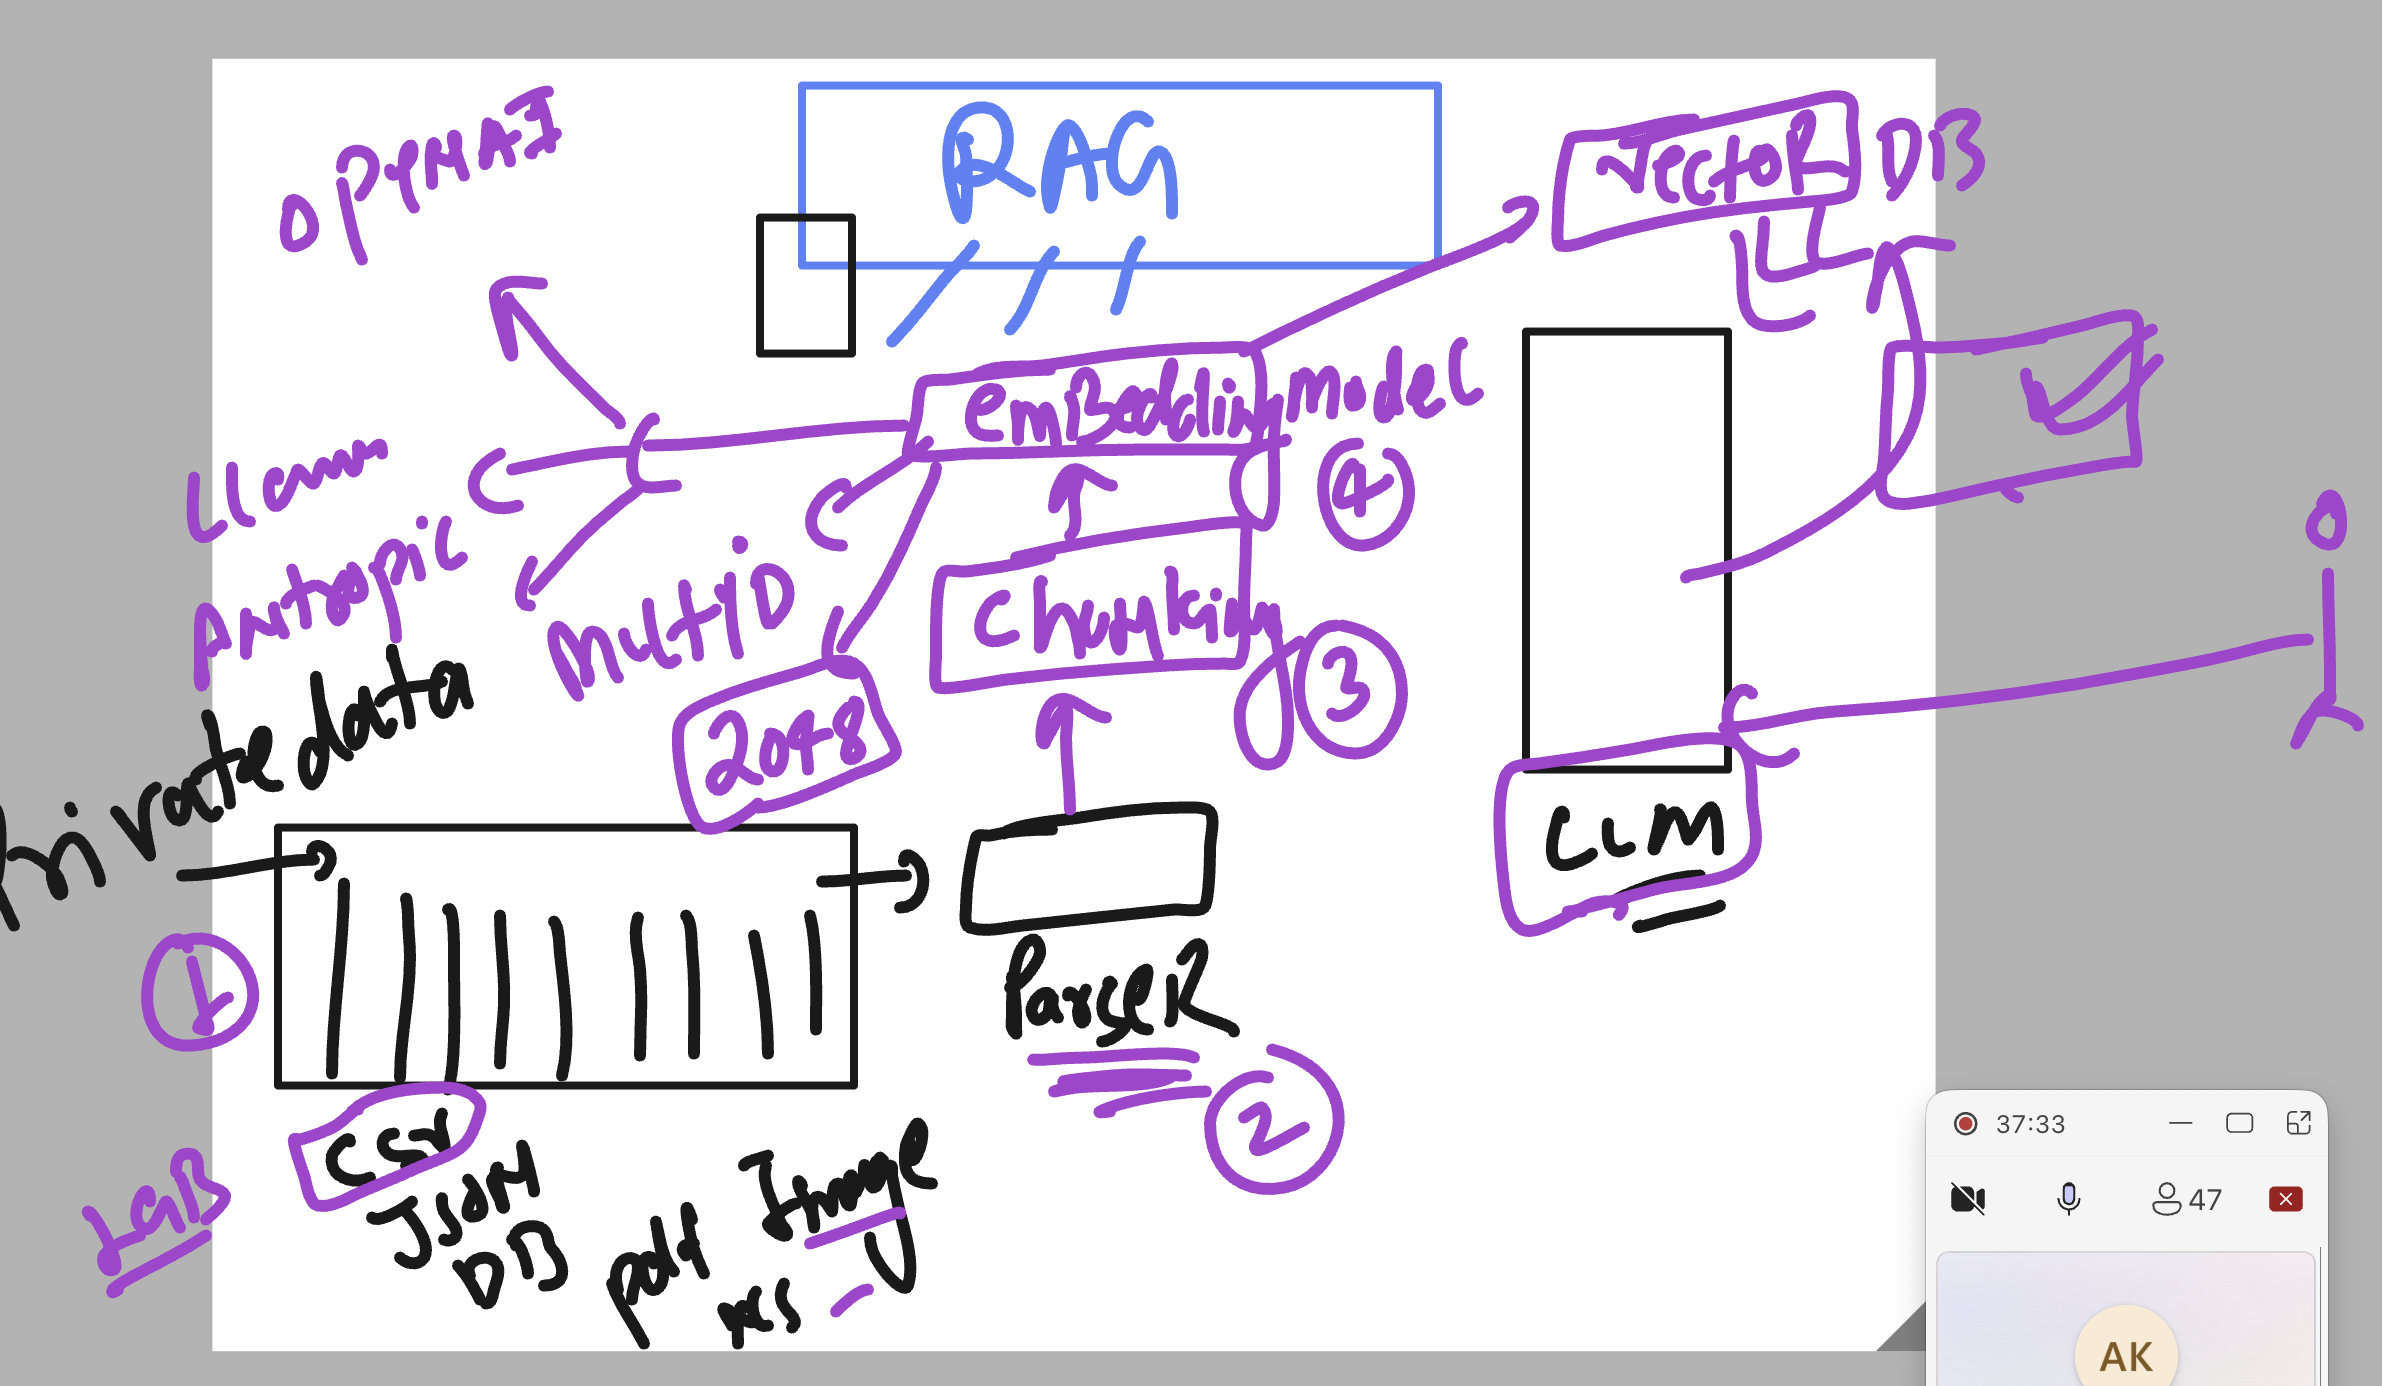 RAG
OPENAI
VECTOR DB
EMBedding model
4
LLama
Antropic
MultiD
Chunking
3
2048
Private data
LLM
1
Parser
2
CSV
JSON
DB
pdf
Image
37:33
47
AK